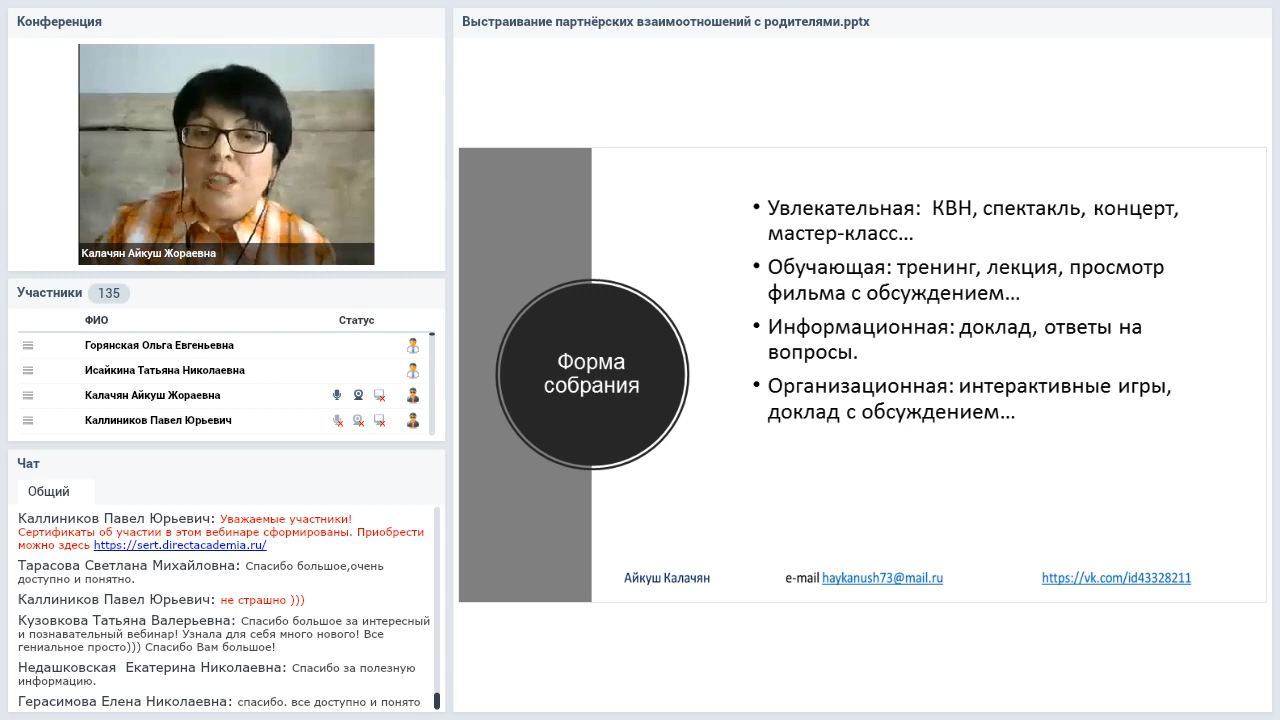 Конференция
Калачян Айкуш Жораевна
Участники 135
ФИО Статус
Горянская Ольга Евгеньевна
Исайкина Татьяна Николаевна
Калачян Айкуш Жораевна
Каллиников Павел Юрьевич
Чат
Общий
Каллиников Павел Юрьевич: Уважаемые участники!
Сертификаты об участии в этом вебинаре сформированы. Приобрести
можно здесь https://sert.directacademia.ru/
Тарасова Светлана Михайловна: Спасибо большое,очень
доступно и понятно.
Каллиников Павел Юрьевич: не страшно )))
Кузовкова Татьяна Валерьевна: Спасибо большое за интересный
и познавательный вебинар! Узнала для себя много нового! Все
гениальное просто))) Спасибо Вам большое!
Недашковская Екатерина Николаевна: Спасибо за полезную
информацию.
Герасимова Елена Николаевна: спасибо. все доступно и понято
Выстраивание партнёрских взаимоотношений с родителями.pptx
Форма
собрания
• Увлекательная: КВН, спектакль, концерт,
мастер-класс...
• Обучающая: тренинг, лекция, просмотр
фильма с обсуждением...
• Информационная: доклад, ответы на
вопросы.
• Организационная: интерактивные игры,
доклад с обсуждением...
Айкуш Калачян e-mail haykanush73@mail.ru https://vk.com/id43328211